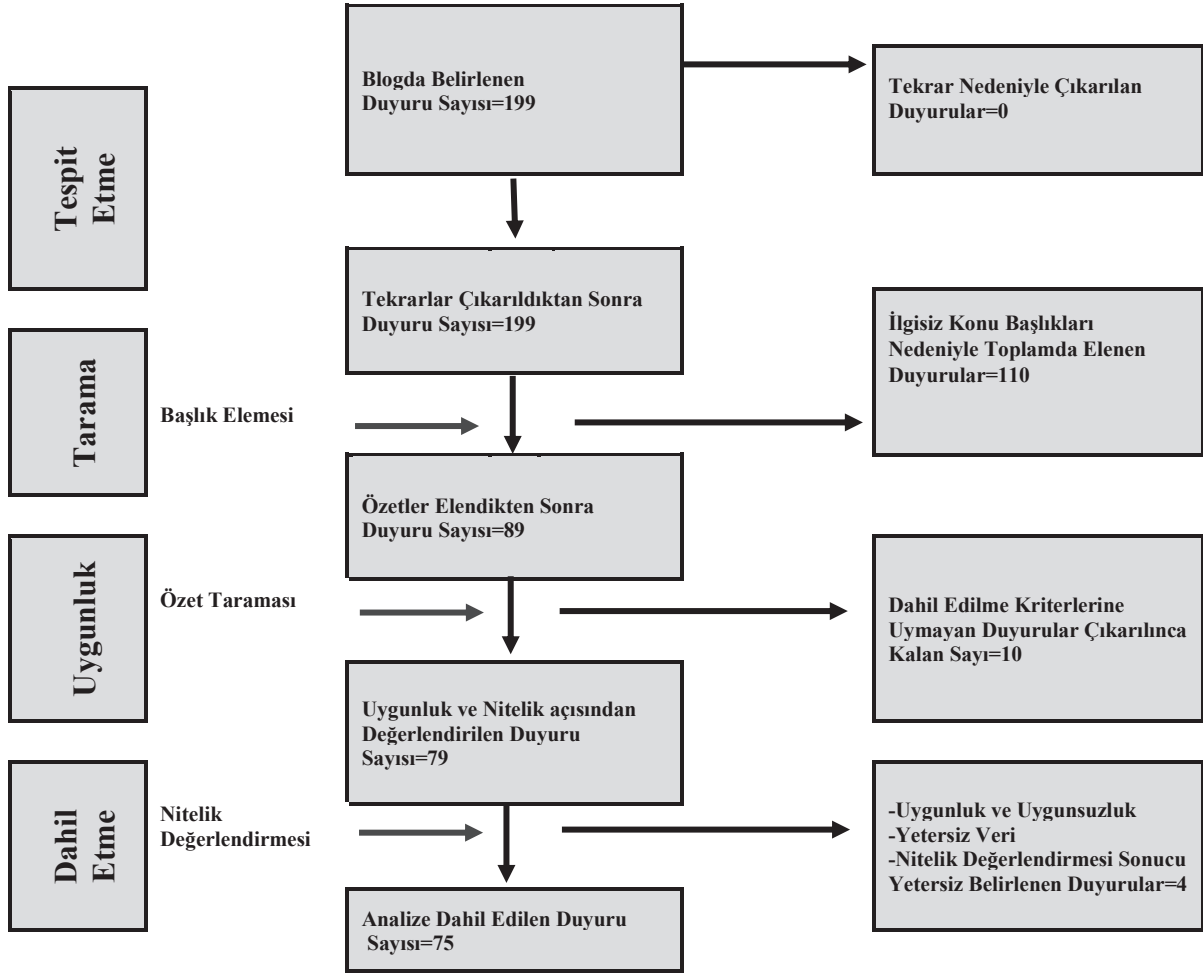 Tespit
Etme
Blogda Belirlenen
Duyuru Sayısı=199
Tekrar Nedeniyle Çıkarılan
Duyurular=0
Tekrarlar Çıkarıldıktan Sonra
Duyuru Sayısı=199
Tarama
Başlık Elemesi
İlgisiz Konu Başlıkları
Nedeniyle Toplamda Elenen
Duyurular=110
Özetler Elendikten Sonra
Duyuru Sayısı=89
Uygunluk
Özet Taraması
Dahil Edilme Kriterlerine
Uymayan Duyurular Çıkarılınca
Kalan Sayı=10
Uygunluk ve Nitelik açısından
Değerlendirilen Duyuru
Sayısı=79
Dahil
Etme
Nitelik
Değerlendirmesi
-Uygunluk ve Uygunsuzluk
-Yetersiz Veri
-Nitelik Değerlendirmesi Sonucu
Yetersiz Belirlenen Duyurular=4
Analize Dahil Edilen Duyuru
Sayısı=75